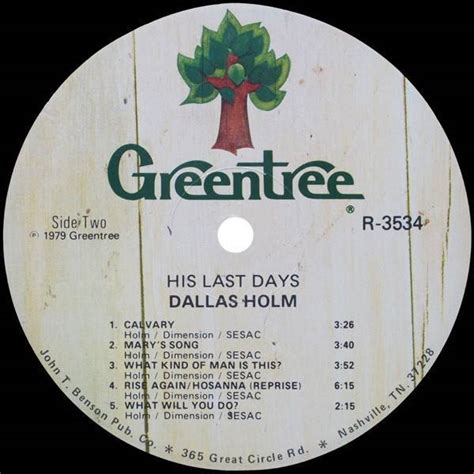 Greentree ®
Side Two
℗ 1979 Greentree
R-3534
HIS LAST DAYS
DALLAS HOLM
1. CALVARY 3:26
Holm / Dimension / SESAC
2. MARY'S SONG 3:40
Holm / Dimension / SESAC
3. WHAT KIND OF MAN IS THIS? 3:52
Holm / Dimension / SESAC
4. RISE AGAIN/HOSANNA (REPRISE) 6:15
Holm / Dimension / SESAC
5. WHAT WILL YOU DO? 2:15
Holm / Dimension / SESAC
John T. Benson Pub. Co. • 365 Great Circle Rd. • Nashville, TN. 37228